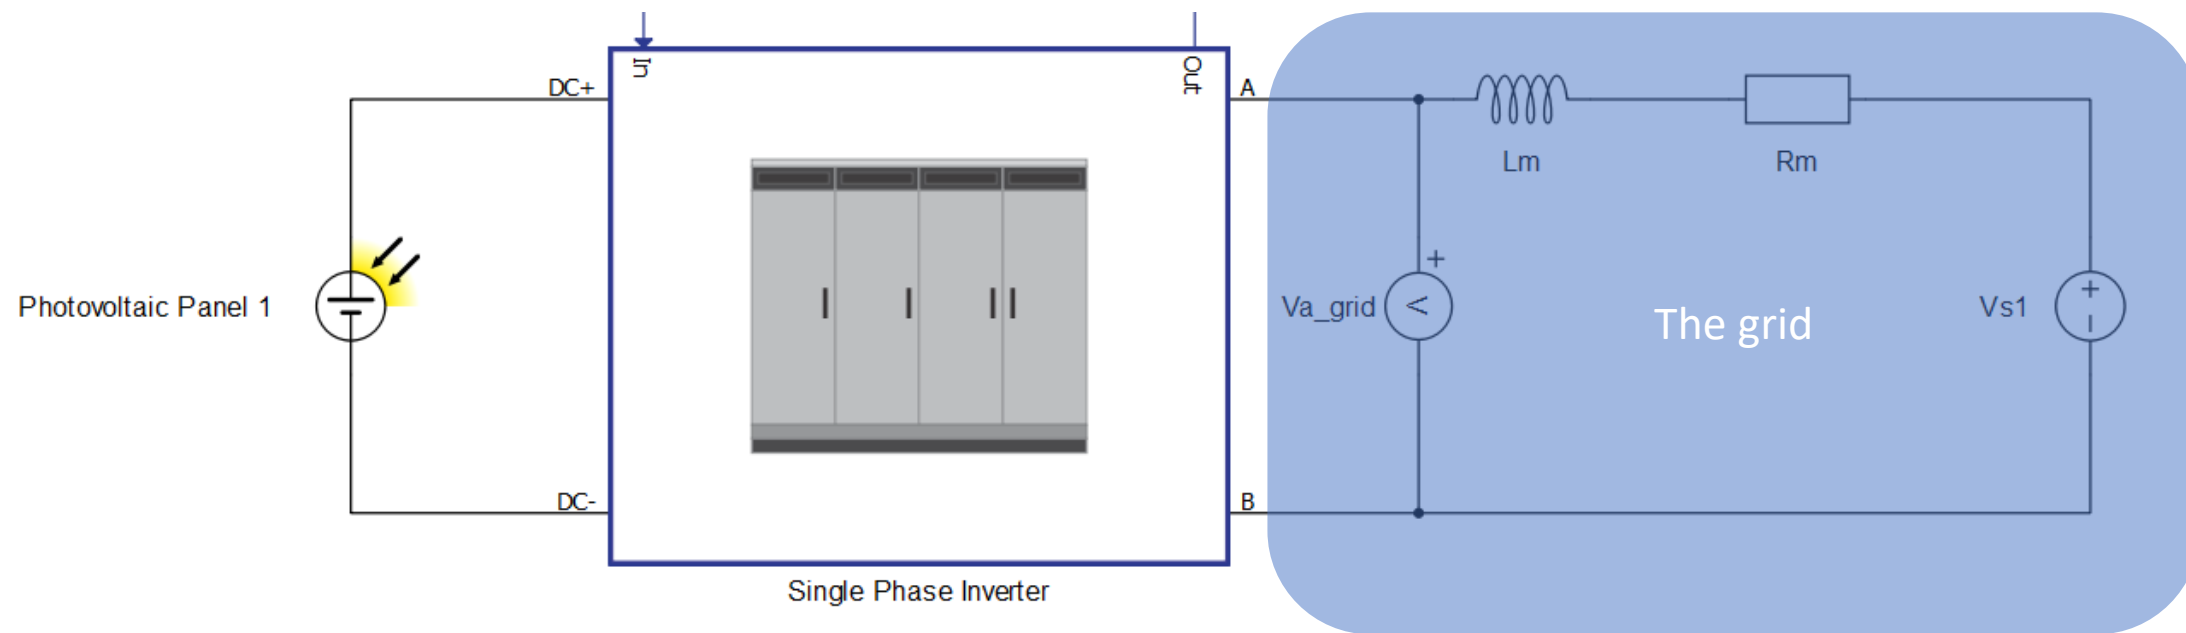 In
Out
DC+
A
Lm
Rm
+
Photovoltaic Panel 1
Va_grid
V
The grid
Vs1
+
DC-
B
Single Phase Inverter